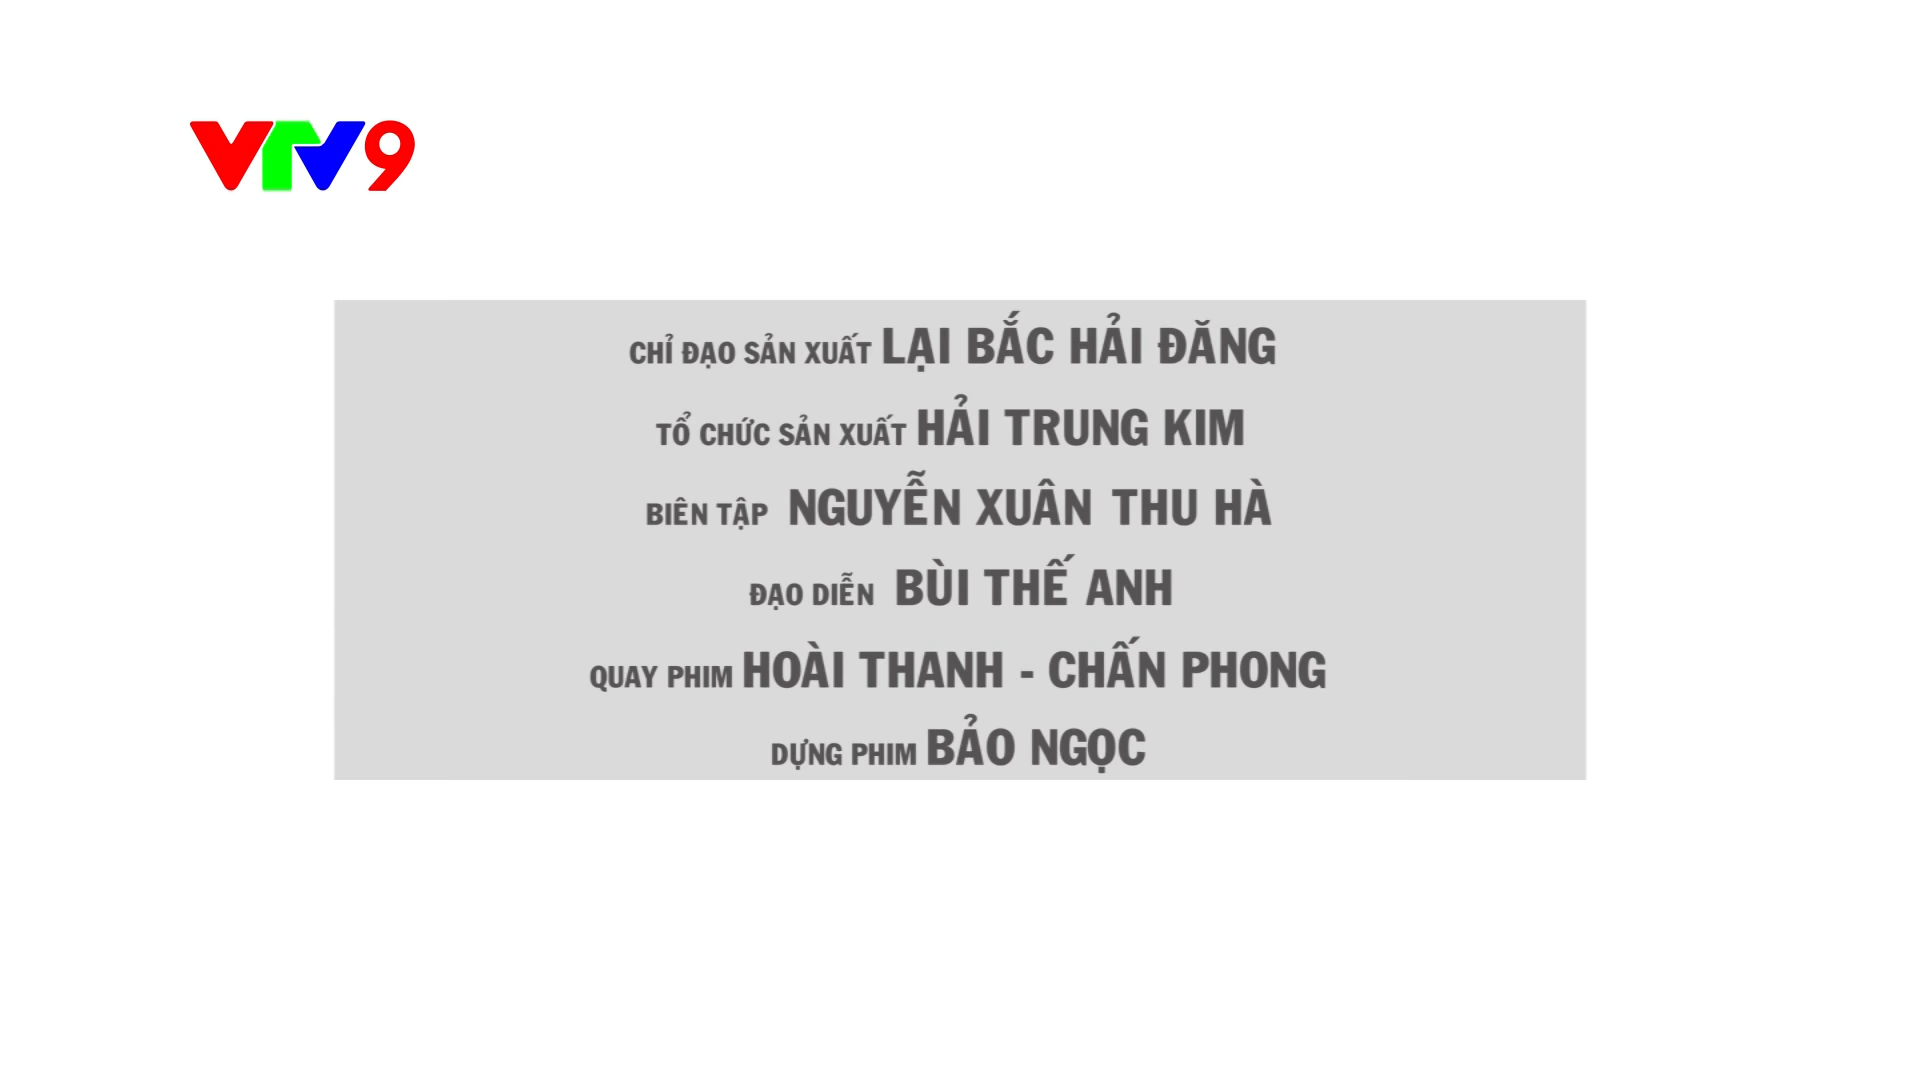 VTV9
CHỈ ĐẠO SẢN XUẤT LẠI BẮC HẢI ĐĂNG
TỔ CHỨC SẢN XUẤT HẢI TRUNG KIM
BIÊN TẬP NGUYỄN XUÂN THU HÀ
ĐẠO DIỄN BÙI THẾ ANH
QUAY PHIM HOÀI THANH - CHẤN PHONG
DỰNG PHIM BẢO NGỌC